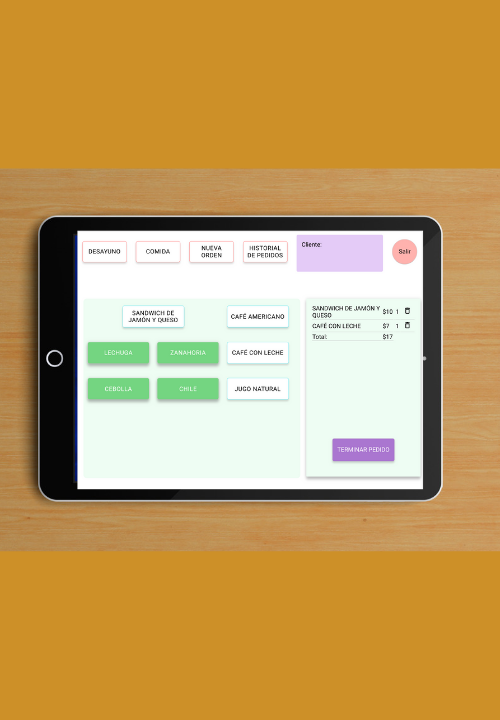 DESAYUNO
COMIDA
NUEVA
ORDEN
HISTORIAL
DE PEDIDOS
Cliente:
Salir
SANDWICH DE
JAMÓN Y QUESO
CAFÉ AMERICANO
LECHUGA
ZANAHORIA
CAFÉ CON LECHE
CEBOLLA
CHILE
JUGO NATURAL
SANDWICH DE JAMÓN Y $10 1
QUESO
CAFÉ CON LECHE $7 1
Total: $17
TERMINAR PEDIDO